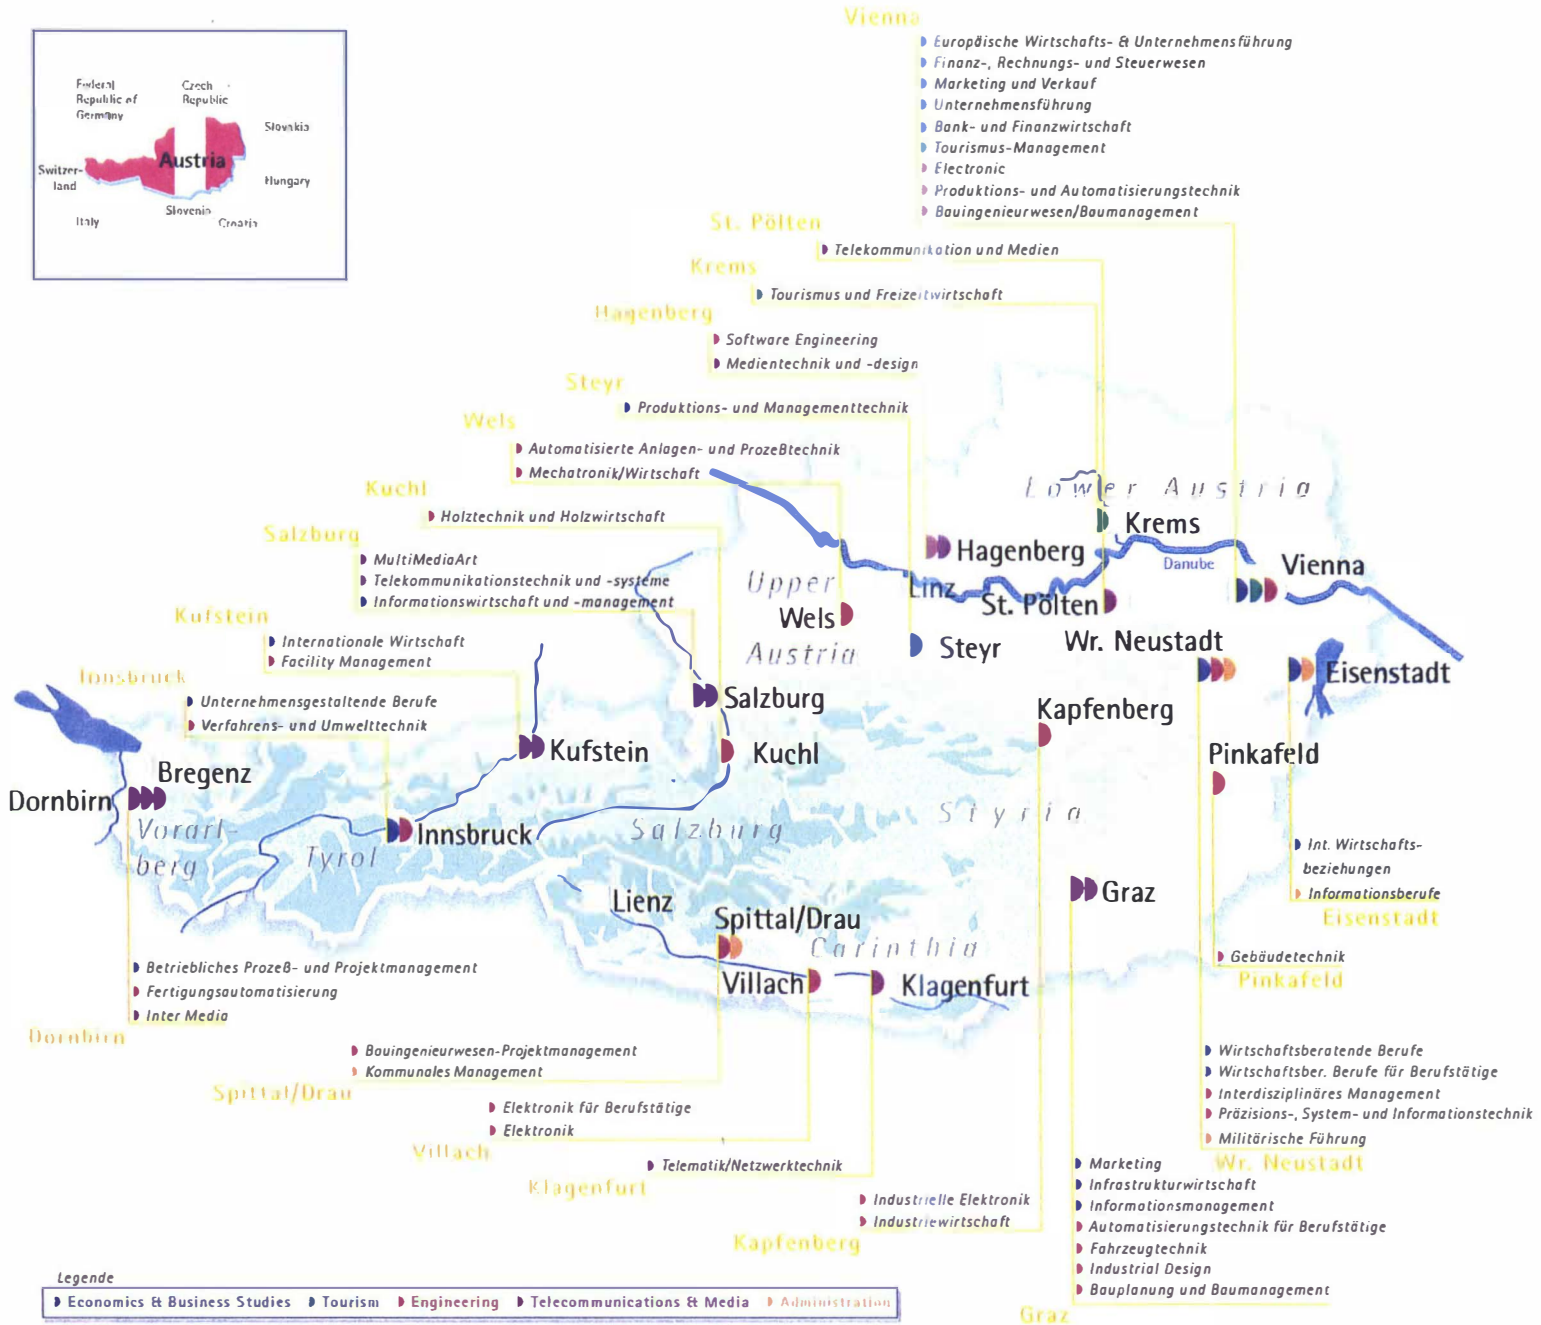 Vienna
Europäische Wirtschafts- & Unternehmensführung
Finanz-, Rechnungs- und Steuerwesen
Marketing und Verkauf
Unternehmensführung
Bank- und Finanzwirtschaft
Tourismus-Management
Electronic
Produktions- und Automatisierungstechnik
Bauingenieurwesen/Baumanagement
Federal
Republic of
Germany
Czech
Republic
Slovakia
Austria
Switzer-
land
Hungary
Slovenia
Italy
Croatia
St. Pölten
Telekommunikation und Medien
Krems
Tourismus und Freizeitwirtschaft
Hagenberg
Software Engineering
Medientechnik und -design
Steyr
Produktions- und Managementtechnik
Wels
Automatisierte Anlagen- und Prozeßtechnik
Mechatronik/Wirtschaft
Kuchl
Holztechnik und Holzwirtschaft
Salzburg
MultiMediaArt
Telekommunikationstechnik und -systeme
Informationswirtschaft und -management
Kufstein
Internationale Wirtschaft
Facility Management
Innsbruck
Unternehmensgestaltende Berufe
Verfahrens- und Umwelttechnik
Lower Austria
Krems
Hagenberg
Danube
Vienna
Upper
Austria
Linz
St. Pölten
Wels
Steyr
Wr. Neustadt
Eisenstadt
Salzburg
Kapfenberg
Kufstein
Kuchl
Pinkafeld
Bregenz
Dornbirn
Vorarl-
berg
Tyrol
Innsbruck
Salzburg
Styria
Lienz
Graz
Spittal/Drau
Carinthia
Villach
Klagenfurt
Int. Wirtschafts-
beziehungen
Informationsberufe
Eisenstadt
Gebäudetechnik
Pinkafeld
Betriebliches Prozeß- und Projektmanagement
Fertigungsautomatisierung
Inter Media
Dornbirn
Bauingenieurwesen-Projektmanagement
Kommunales Management
Spittal/Drau
Elektronik für Berufstätige
Elektronik
Villach
Telematik/Netzwerktechnik
Klagenfurt
Industrielle Elektronik
Industriewirtschaft
Kapfenberg
Wirtschaftsberatende Berufe
Wirtschaftsber. Berufe für Berufstätige
Interdisziplinäres Management
Präzisions-, System- und Informationstechnik
Militärische Führung
Wr. Neustadt
Marketing
Infrastrukturwirtschaft
Informationsmanagement
Automatisierungstechnik für Berufstätige
Fahrzeugtechnik
Industrial Design
Bauplanung und Baumanagement
Graz
Legende
Economics & Business Studies Tourism Engineering Telecommunications & Media Administration